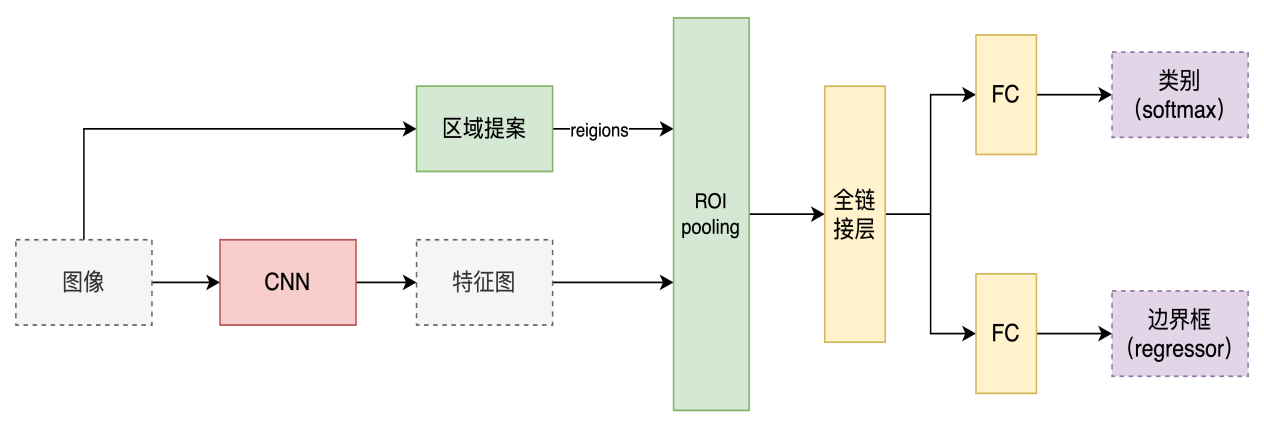 区域提案
reigions
图像
CNN
特征图
ROI
pooling
全链
接层
FC
类别
(softmax)
FC
边界框
(regressor)